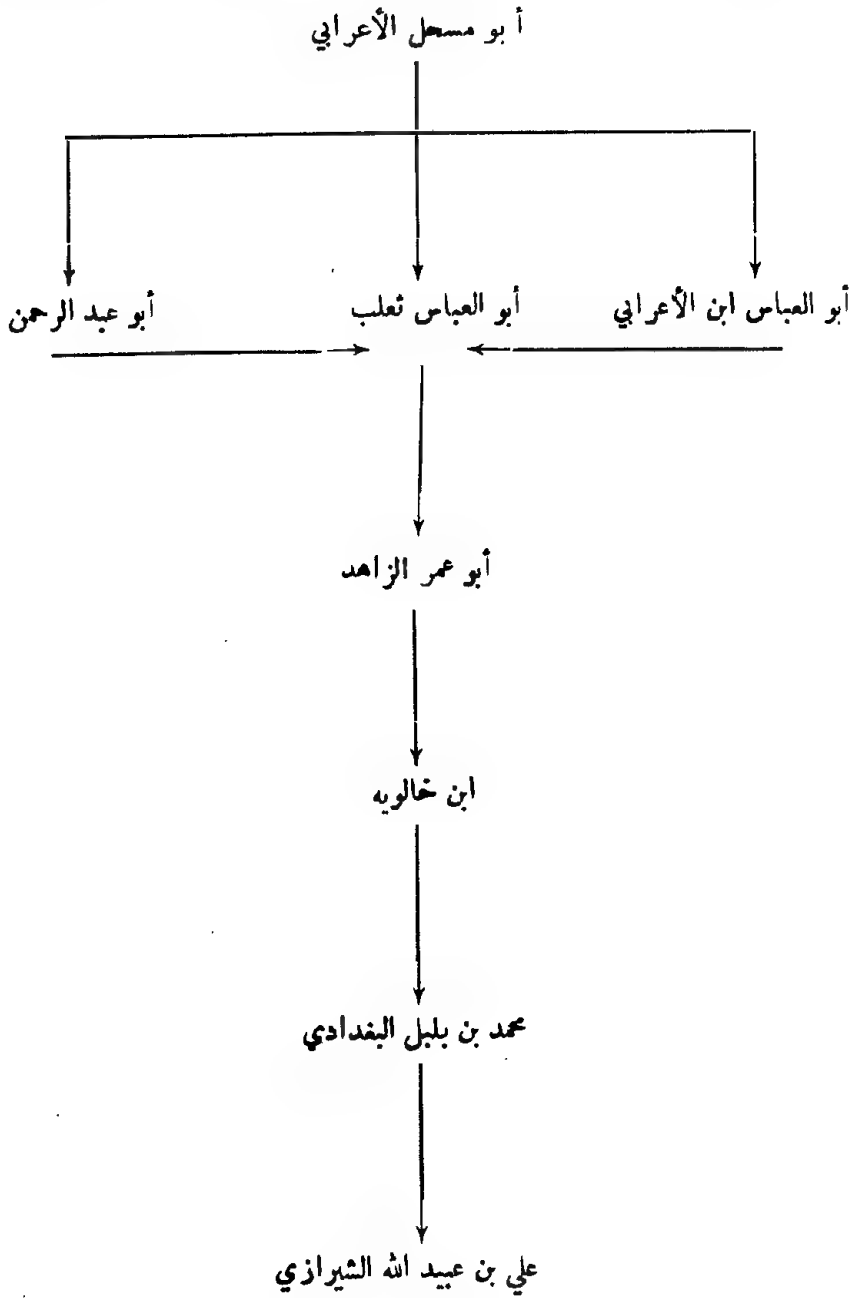 أبو مسحل الأعرابي
أبو العباس ابن الأعرابي أبو العباس ثعلب أبو عبد الرحمن
أبو عمر الزاهد
ابن خالويه
محمد بن بلبل البغدادي
علي بن عبيد الله الشيرازي